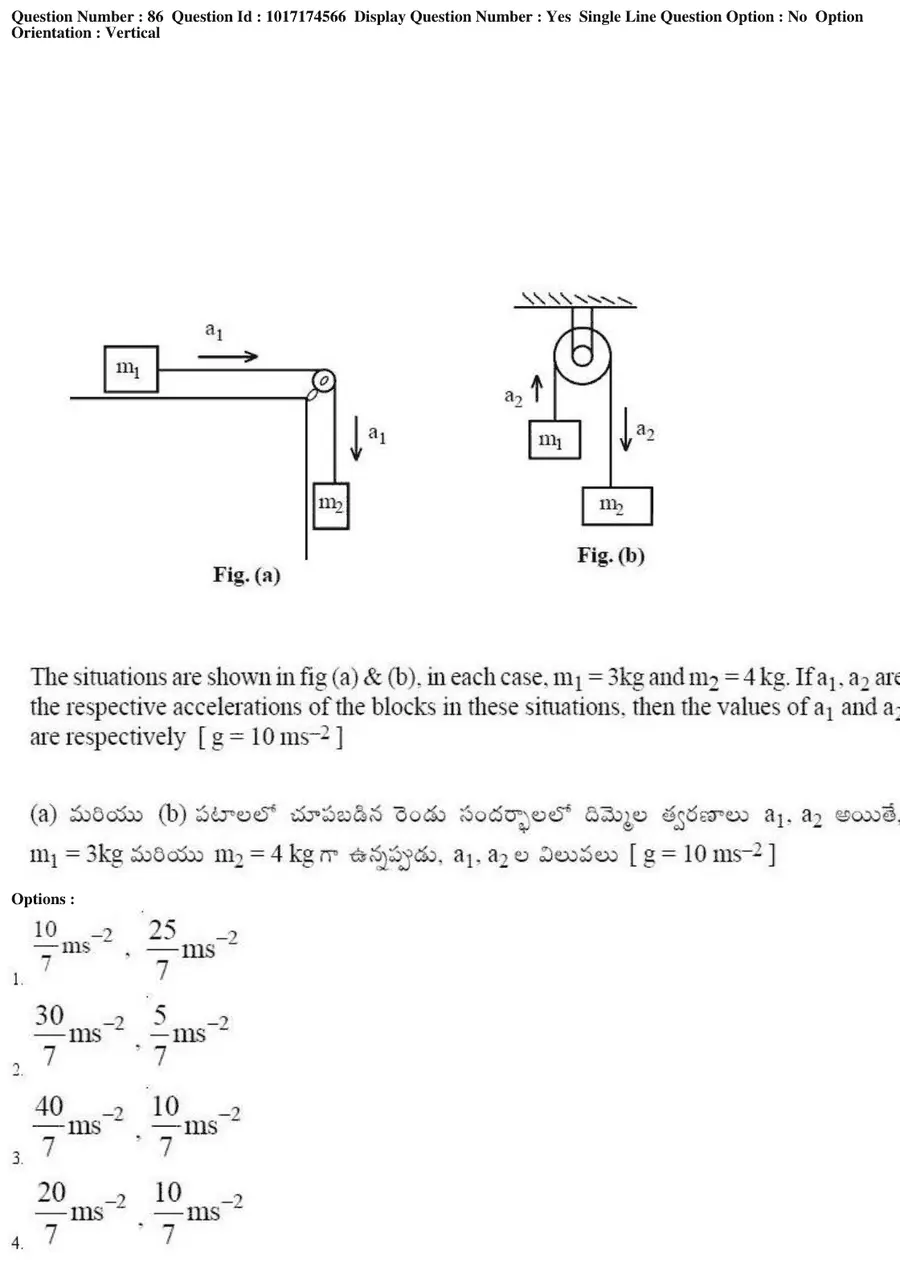 Question Number : 86 Question Id : 1017174566 Display Question Number : Yes Single Line Question Option : No Option
Orientation : Vertical
a₁
m₁
a₁
m₂
Fig. (a)
a₂
m₁
a₂
m₂
Fig. (b)
The situations are shown in fig (a) & (b), in each case, m₁ = 3kg and m₂ = 4 kg. If a₁, a₂ are
the respective accelerations of the blocks in these situations, then the values of a₁ and a₂
are respectively [ g = 10 ms⁻² ]
(a) మరియు (b) పటాలలో చూపబడిన రెండు సందర్భాలలో దిమ్మెల త్వరణాలు a₁, a₂ అయితే,
m₁ = 3kg మరియు m₂ = 4 kg గా ఉన్నప్పుడు, a₁, a₂ ల విలువలు [ g = 10 ms⁻² ]
Options :
1. 10/7 ms⁻² , 25/7 ms⁻²
2. 30/7 ms⁻² , 5/7 ms⁻²
3. 40/7 ms⁻² , 10/7 ms⁻²
4. 20/7 ms⁻² , 10/7 ms⁻²